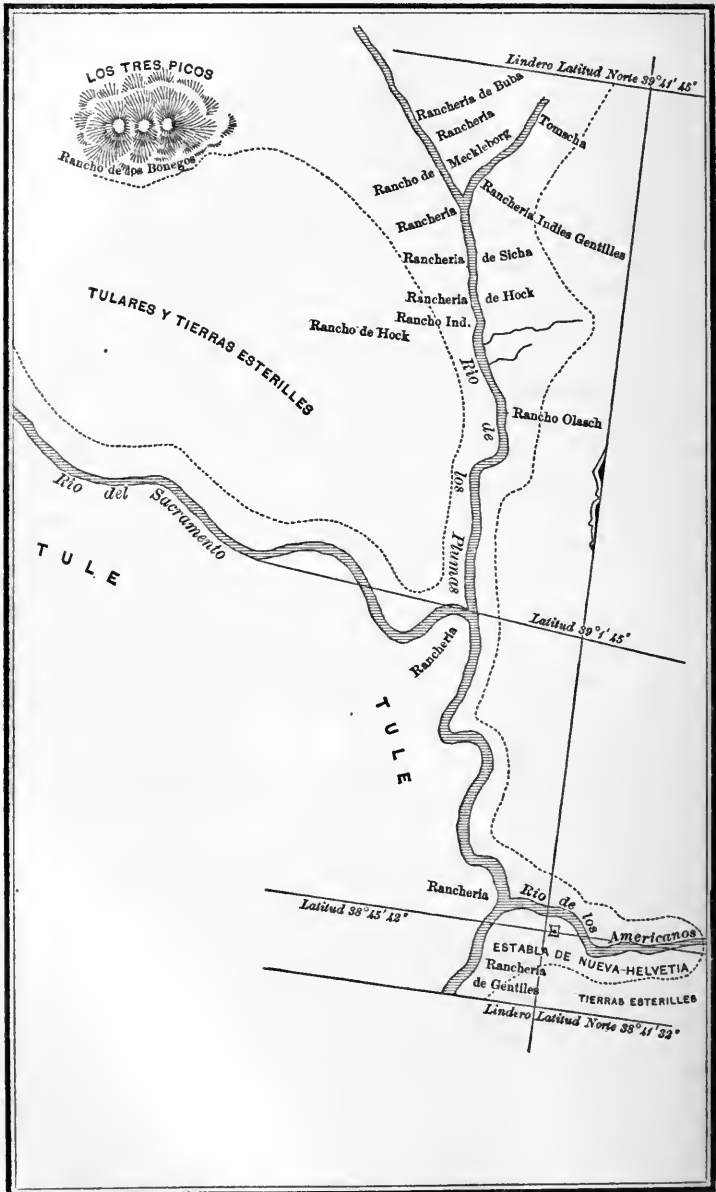 Lindero Latitud Norte 39° 41' 45"
LOS TRES PICOS
Rancho de los Bonegos
Rancheria de Buba
Rancheria
Tomscha
Rancho de Meckleborg
Rancheria Indies Gentilles
Rancheria
Rancheria de Sicha
Rancheria de Hock
Rancho Ind.
Rancho de Hock
TULARES Y TIERRAS ESTERILLES
Rio de los Plumas
Rancho Olasch
Rio del Sacramento
TULE
Latitud 39° 1' 45"
Rancheria
TULE
Rancheria
Rio de los Americanos
Latitud 38° 45' 42"
ESTABLA DE NUEVA-HELVETIA
Rancheria
de Gentiles
TIERRAS ESTERILLES
Lindero Latitud Norte 38° 41' 32"